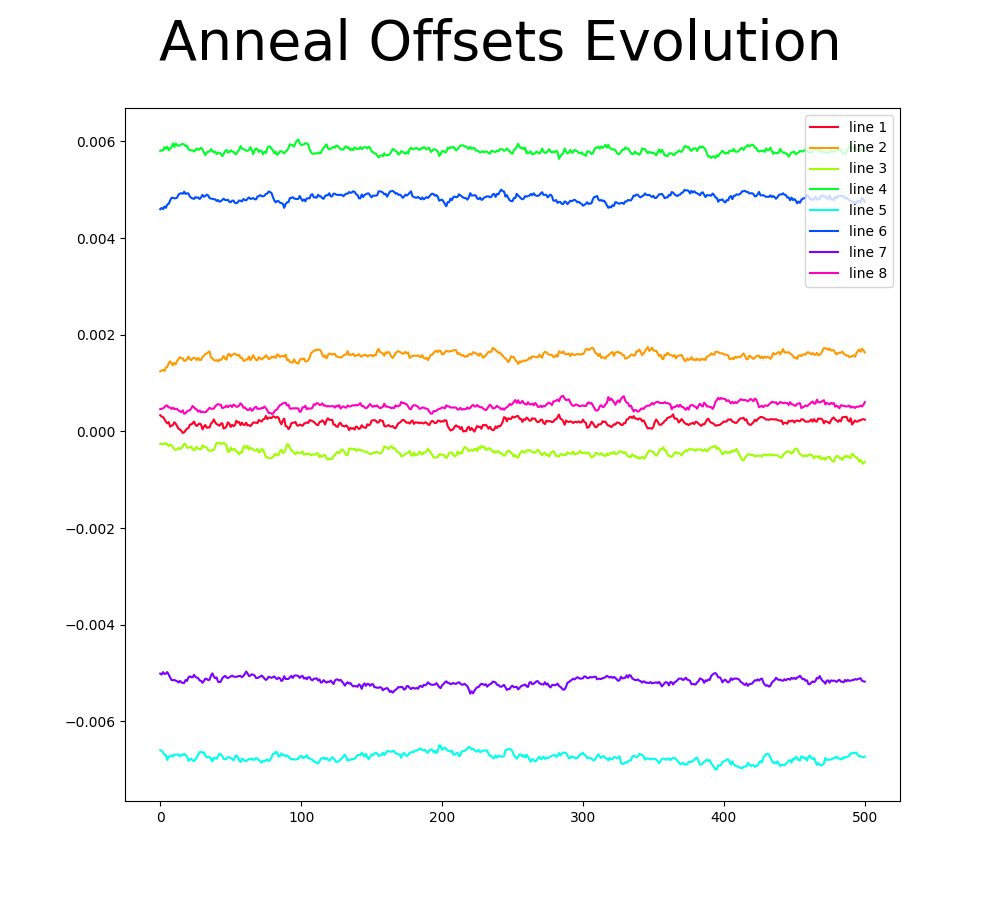 Anneal Offsets Evolution
0.006
0.004
0.002
0.000
−0.002
−0.004
−0.006
0 100 200 300 400 500
line 1
line 2
line 3
line 4
line 5
line 6
line 7
line 8